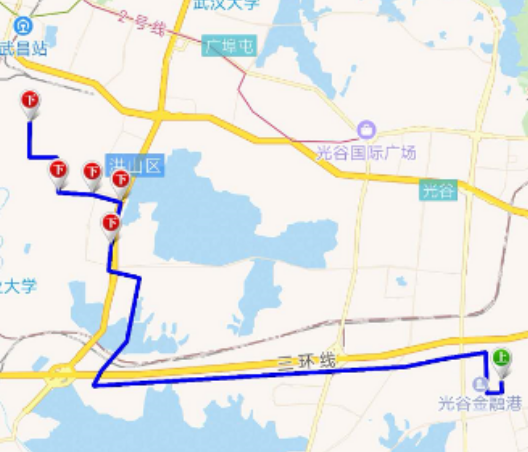 武汉大学
2号线
广埠屯
武昌站
光谷国际广场
洪山区
下
下
下
下
下
光谷
大学
三环线
上
光谷金融港